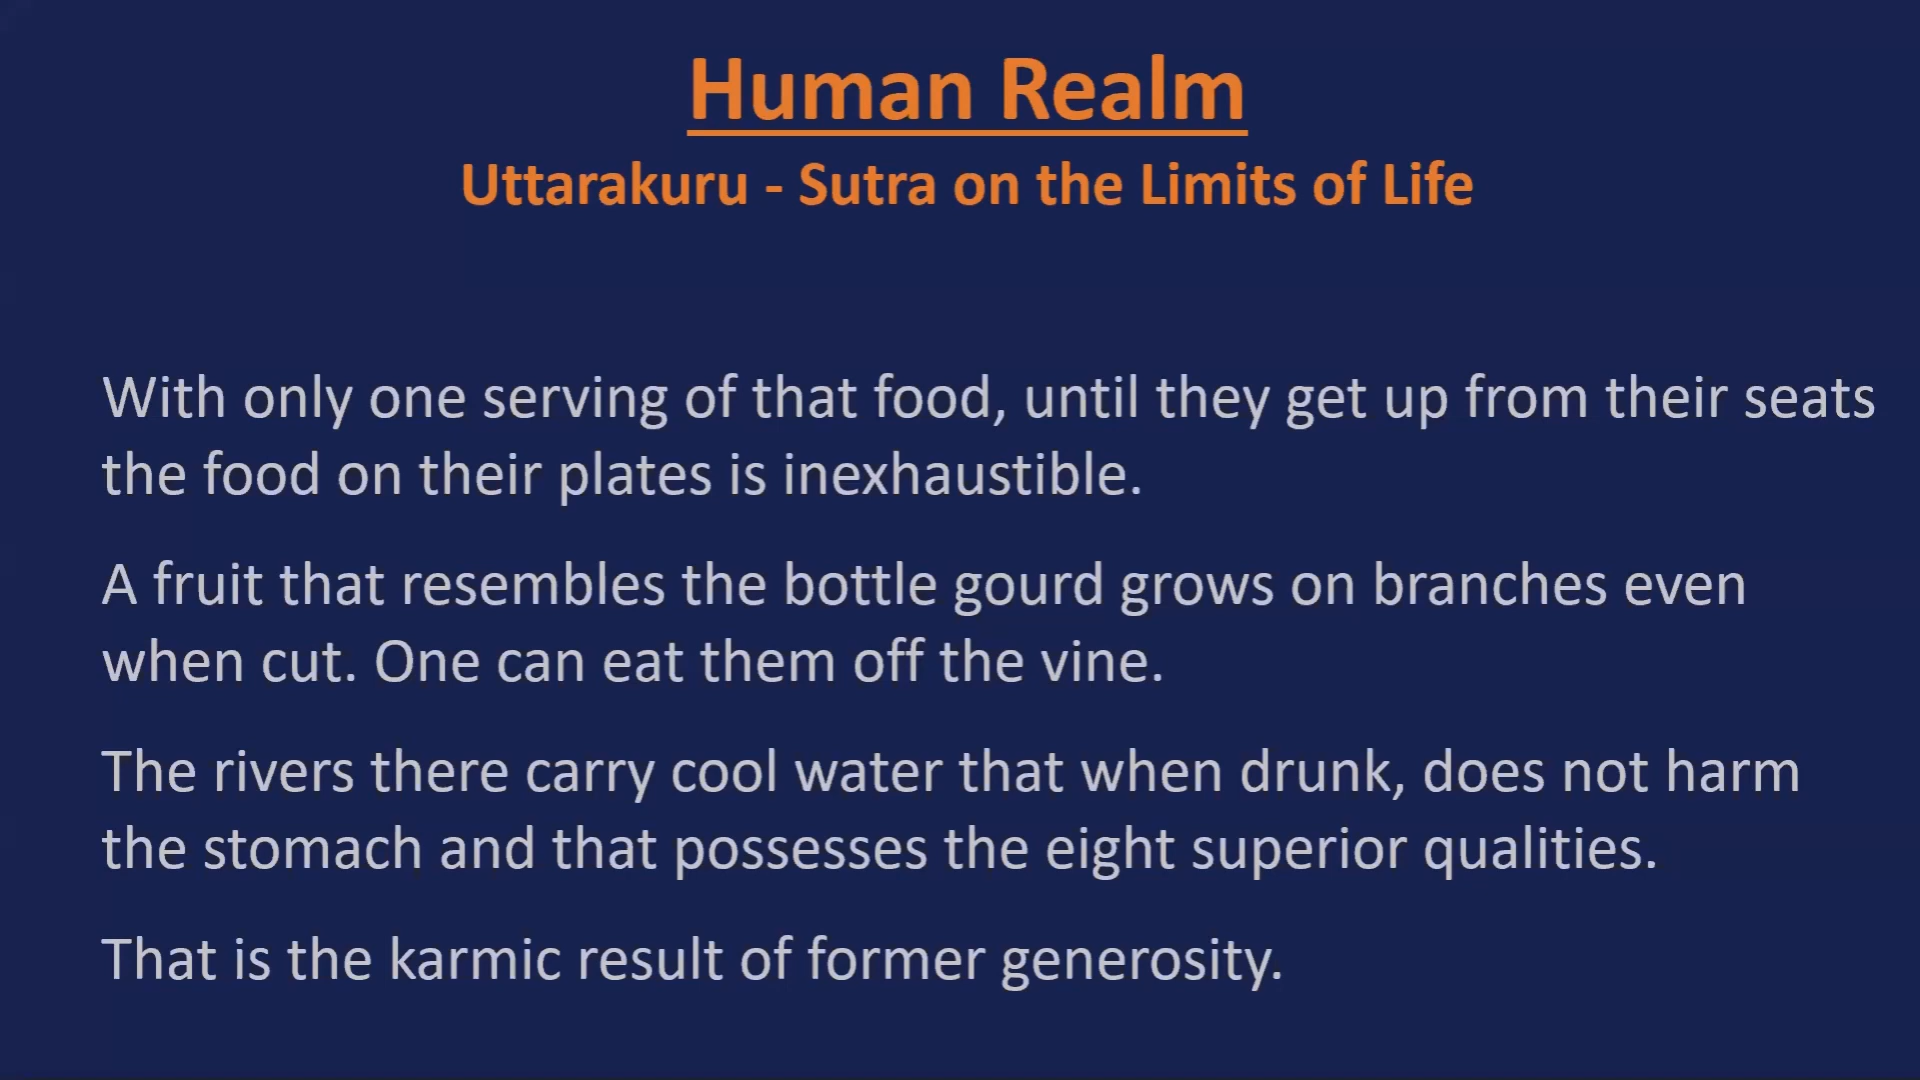 Human Realm
Uttarakuru - Sutra on the Limits of Life
With only one serving of that food, until they get up from their seats
the food on their plates is inexhaustible.
A fruit that resembles the bottle gourd grows on branches even
when cut. One can eat them off the vine.
The rivers there carry cool water that when drunk, does not harm
the stomach and that possesses the eight superior qualities.
That is the karmic result of former generosity.